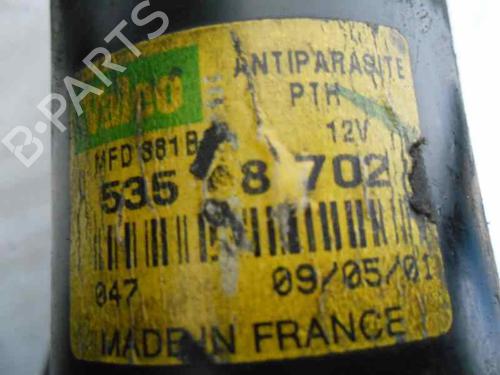 Valeo
ANTIPARASITE
PTH
MFD 381B
12V
535 8 702
047
09/05/01
MADE IN FRANCE
B-PARTS